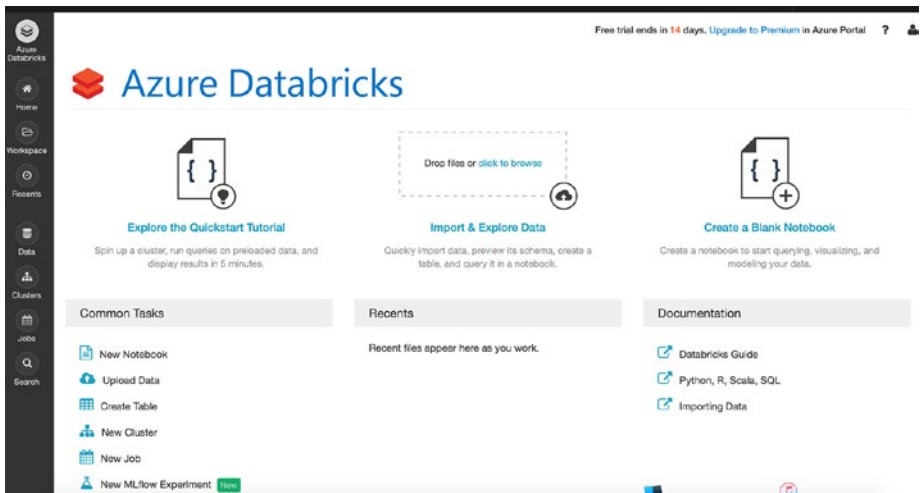 Free trial ends in 14 days. Upgrade to Premium in Azure Portal ?
Azure
Databricks
Home
Workspace
Recents
Data
Clusters
Jobs
Search
Azure Databricks
{ }
Explore the Quickstart Tutorial
Spin up a cluster, run queries on preloaded data, and
display results in 5 minutes.
Drop files or click to browse
Import & Explore Data
Quickly import data, preview its schema, create a
table, and query it in a notebook.
{ }
Create a Blank Notebook
Create a notebook to start querying, visualizing, and
modeling your data.
Common Tasks
New Notebook
Upload Data
Create Table
New Cluster
New Job
New MLflow Experiment New
Recents
Recent files appear here as you work.
Documentation
Databricks Guide
Python, R, Scala, SQL
Importing Data